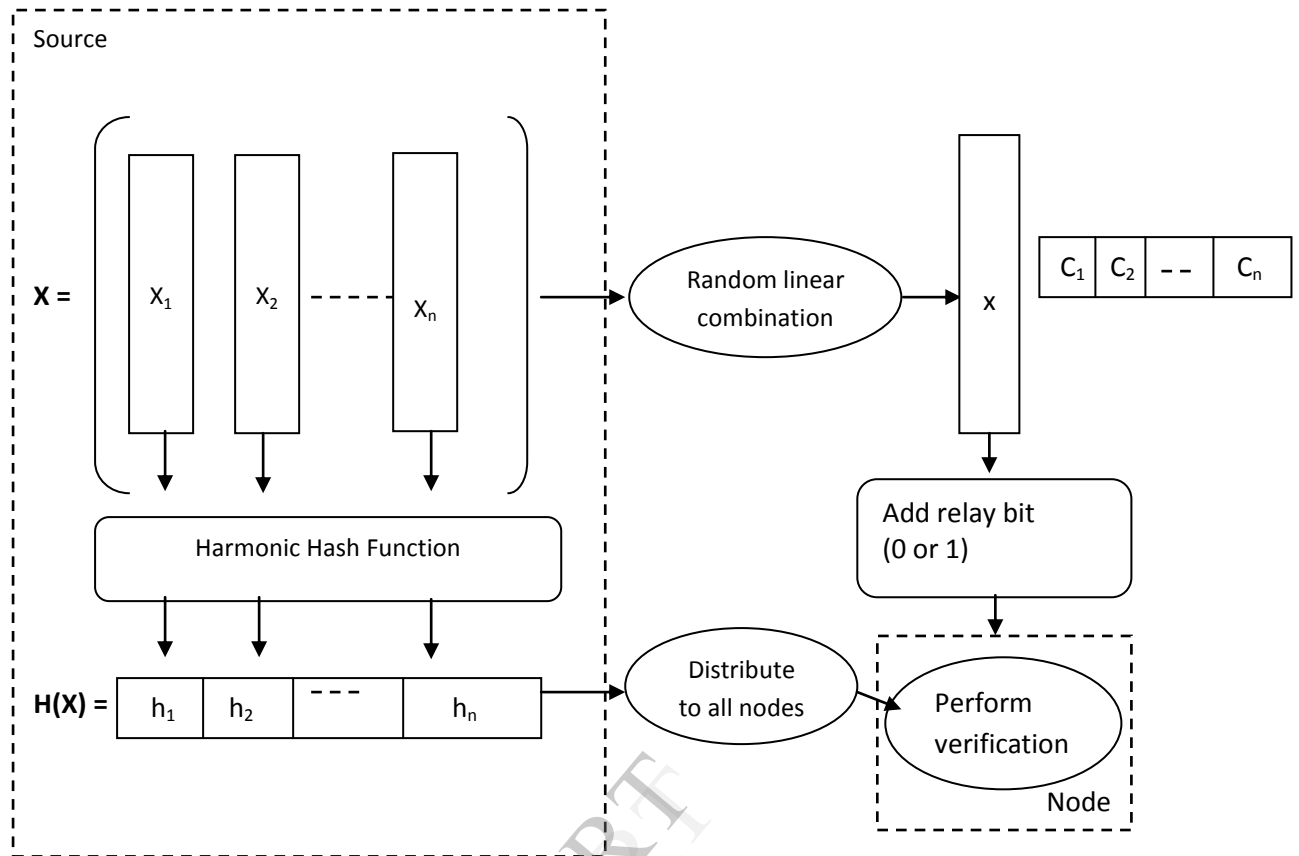 Source
X =
X₁
X₂
Xₙ
Random linear
combination
x
C₁ C₂ -- Cₙ
Harmonic Hash Function
Add relay bit
(0 or 1)
H(X) =
h₁ h₂ --- hₙ
Distribute
to all nodes
Perform
verification
Node